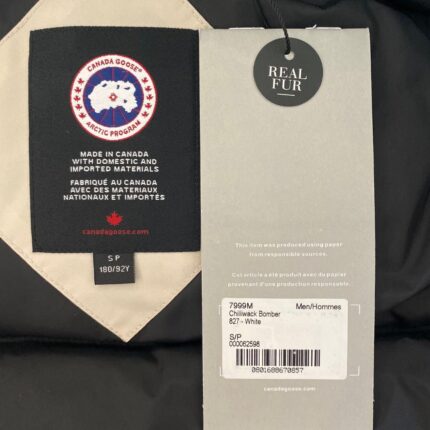 CANADA GOOSE®
ARCTIC PROGRAM
MADE IN CANADA
WITH DOMESTIC AND
IMPORTED MATERIALS
FABRIQUÉ AU CANADA
AVEC DES MATÉRIAUX
NATIONAUX ET IMPORTÉS
canadagoose.com
S P
180/92Y
REAL
FUR
This item was produced using paper
from responsible sources.
Cet article a été produit avec du papier
provenant d'une exploitation responsable.
7999M Men/Hommes
Chilliwack Bomber
827 - White
S/P
000062598
0801688670857
canadagoose.com